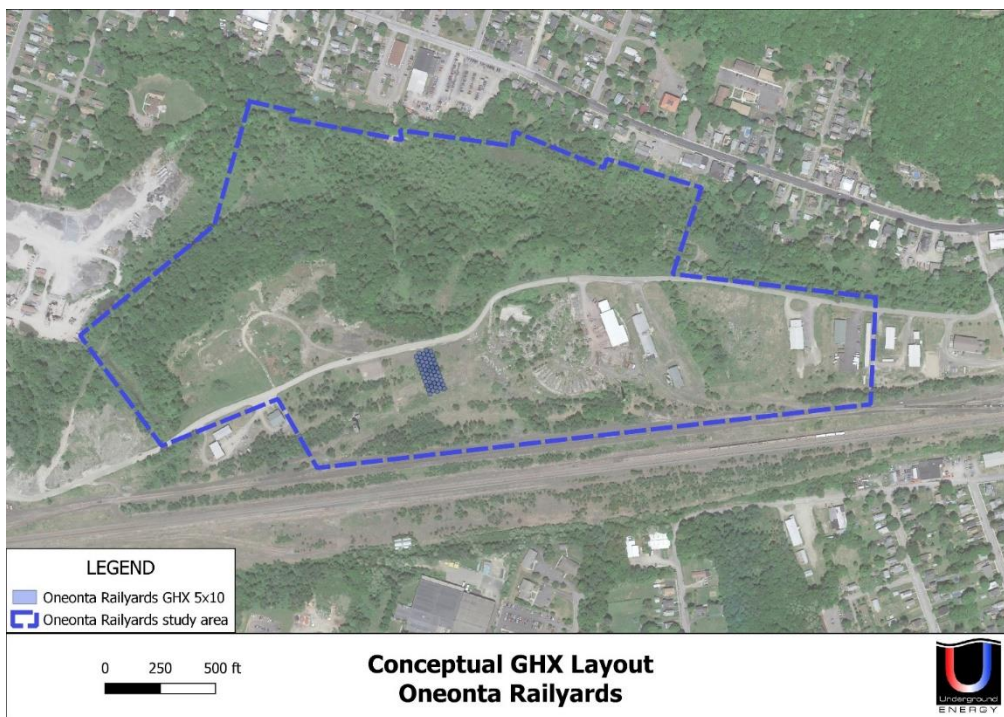 LEGEND
Oneonta Railyards GHX 5x10
Oneonta Railyards study area
0 250 500 ft
Conceptual GHX Layout
Oneonta Railyards
Underground
ENERGY